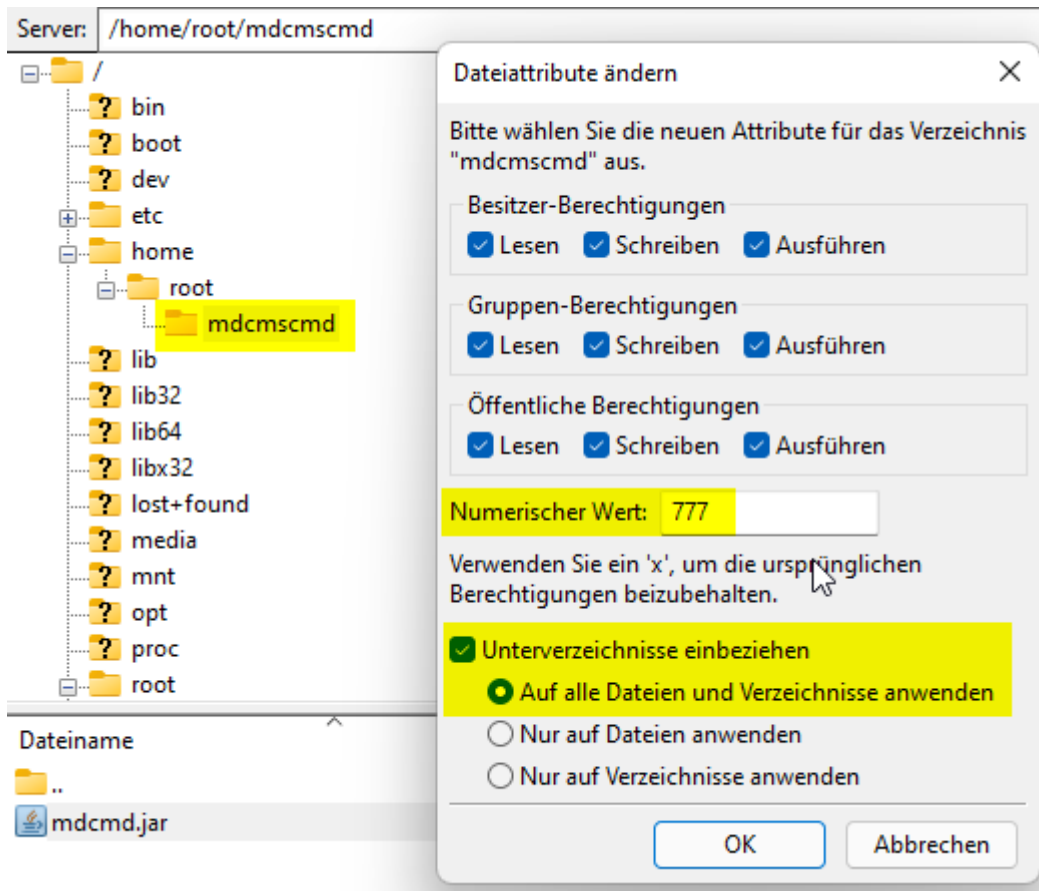 Server: /home/root/mdcmscmd
/
bin
boot
dev
etc
home
root
mdcmscmd
lib
lib32
lib64
libx32
lost+found
media
mnt
opt
proc
root
Dateiname
..
mdcmd.jar
Dateiattribute ändern
Bitte wählen Sie die neuen Attribute für das Verzeichnis
"mdcmscmd" aus.
Besitzer-Berechtigungen
Lesen Schreiben Ausführen
Gruppen-Berechtigungen
Lesen Schreiben Ausführen
Öffentliche Berechtigungen
Lesen Schreiben Ausführen
Numerischer Wert: 777
Verwenden Sie ein 'x', um die ursprünglichen
Berechtigungen beizubehalten.
Unterverzeichnisse einbeziehen
Auf alle Dateien und Verzeichnisse anwenden
Nur auf Dateien anwenden
Nur auf Verzeichnisse anwenden
OK Abbrechen